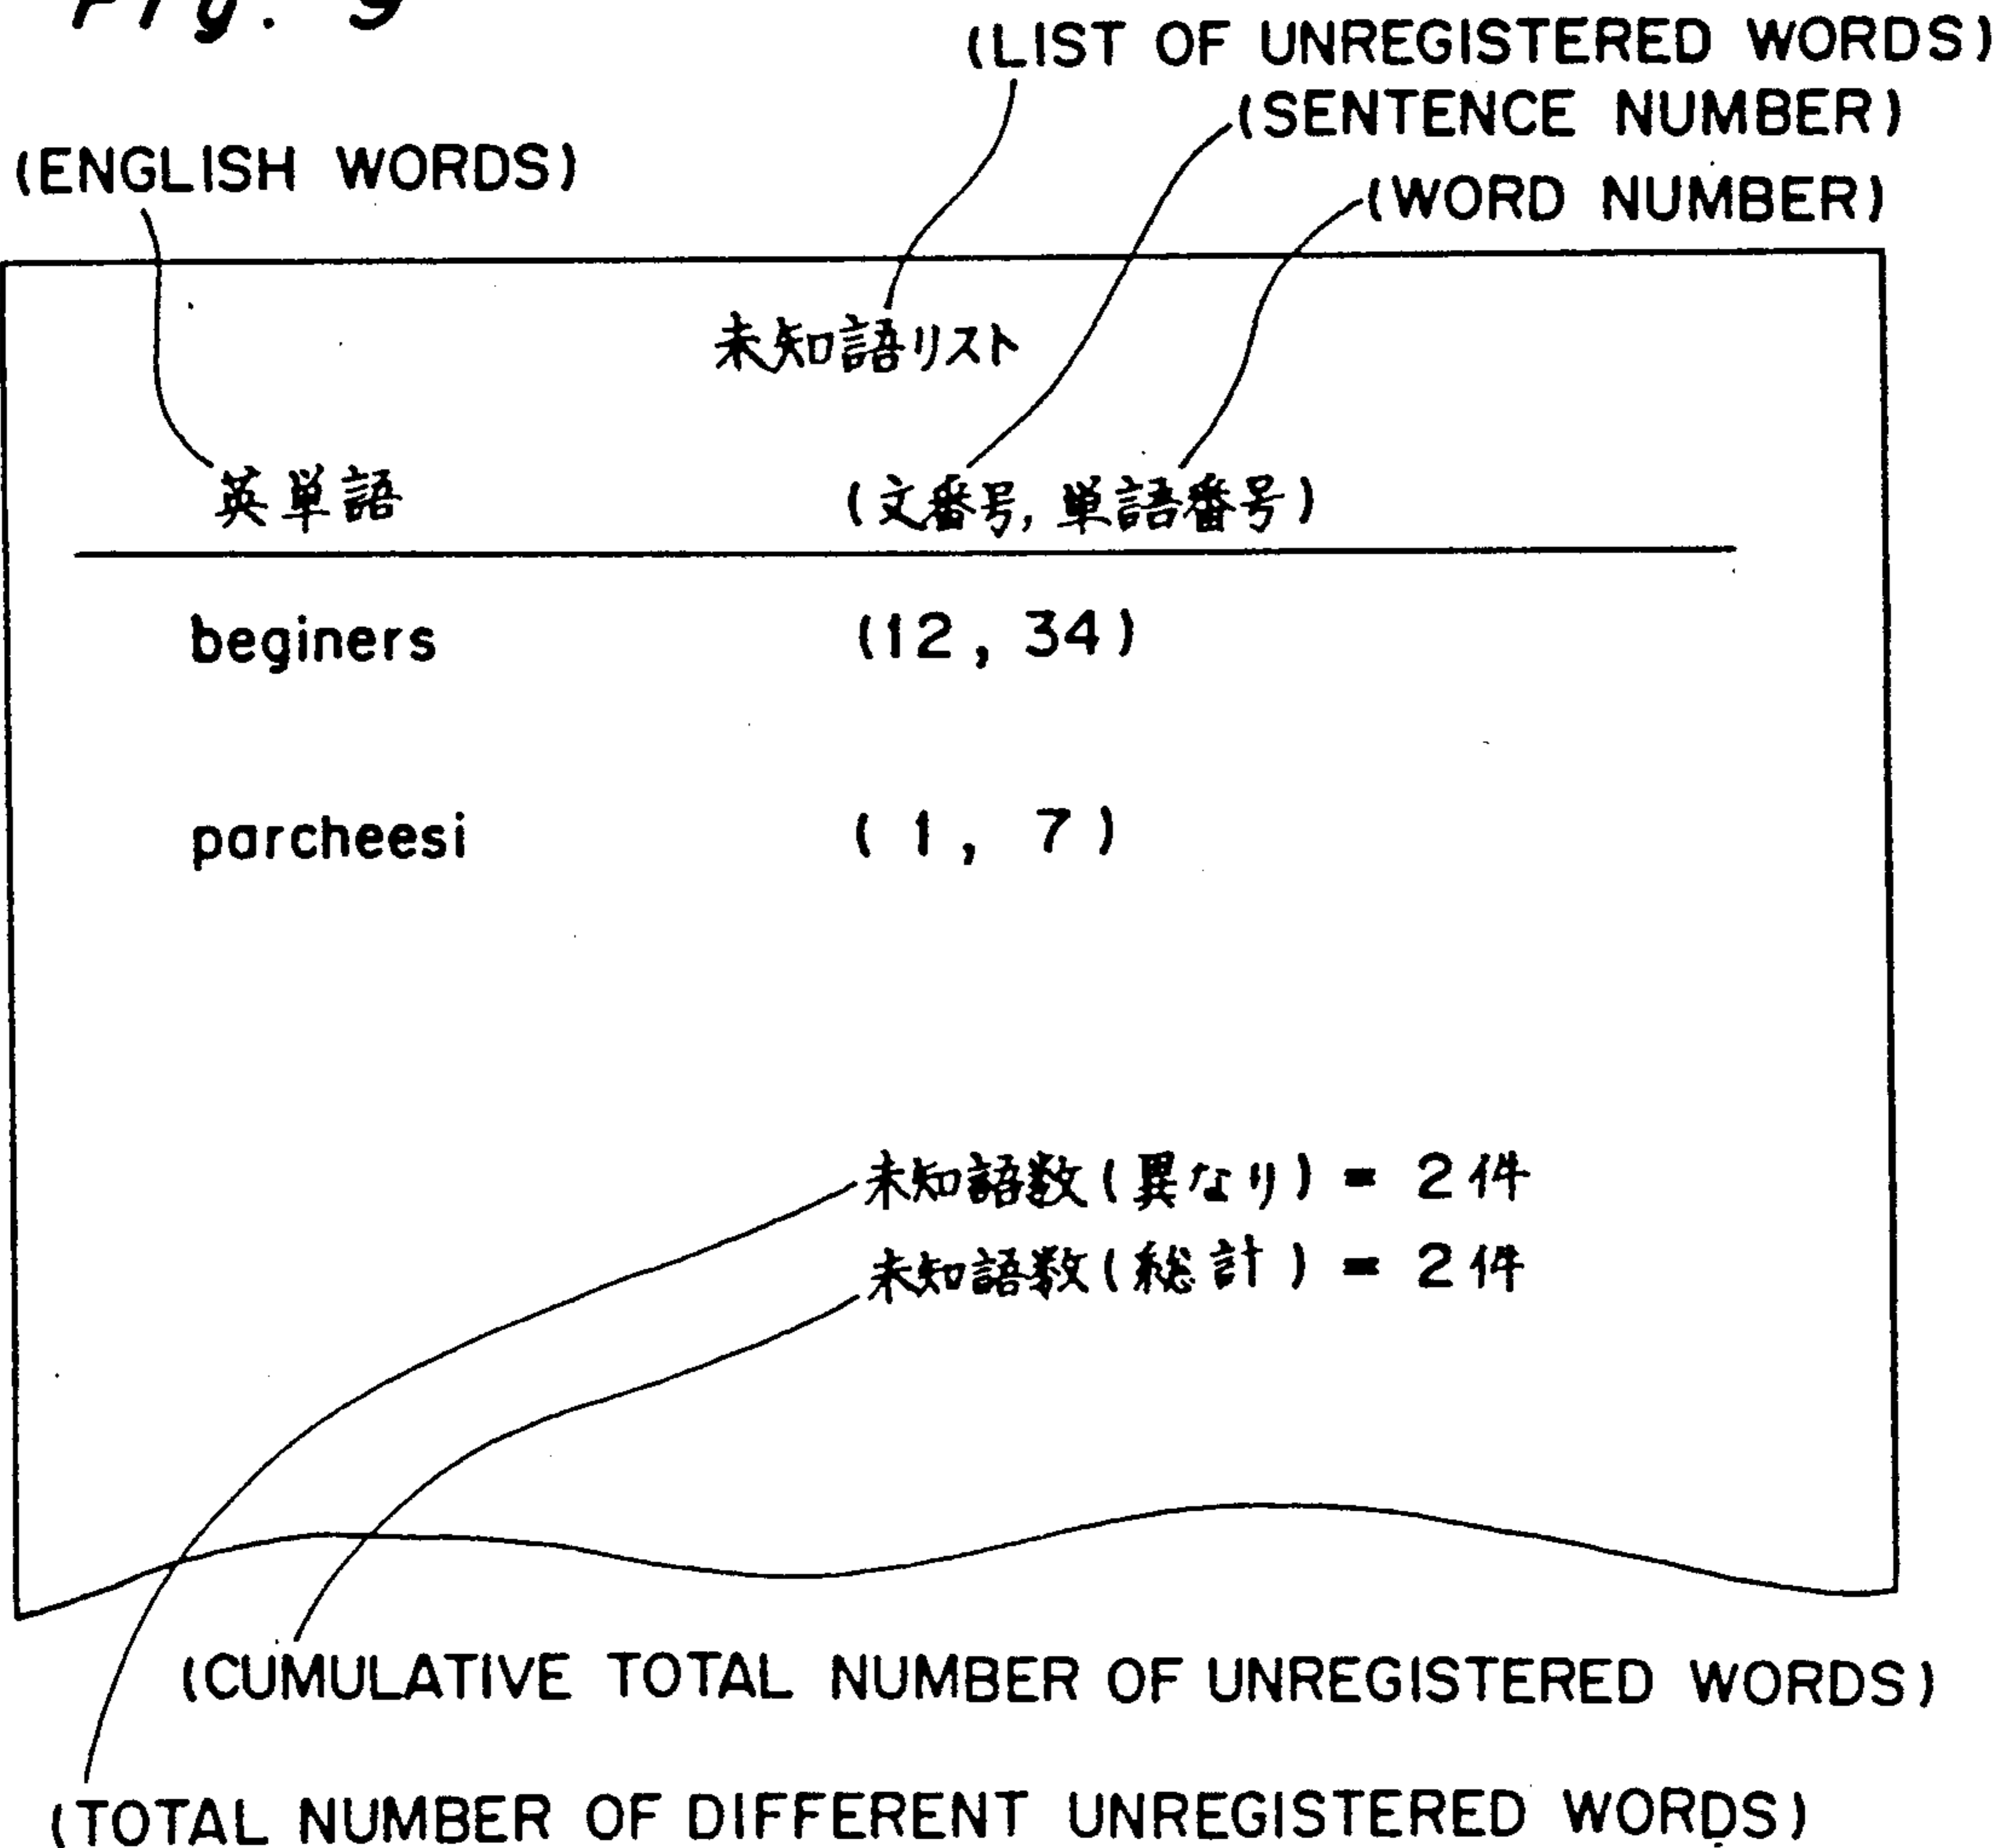 Fig. 9
(LIST OF UNREGISTERED WORDS)
(SENTENCE NUMBER)
(ENGLISH WORDS)
(WORD NUMBER)
未知語リスト
英単語 (文番号, 単語番号)
beginers (12, 34)
parcheesi ( 1, 7 )
未知語数(異なり) = 2件
未知語数(総計) = 2件
(CUMULATIVE TOTAL NUMBER OF UNREGISTERED WORDS)
(TOTAL NUMBER OF DIFFERENT UNREGISTERED WORDS)